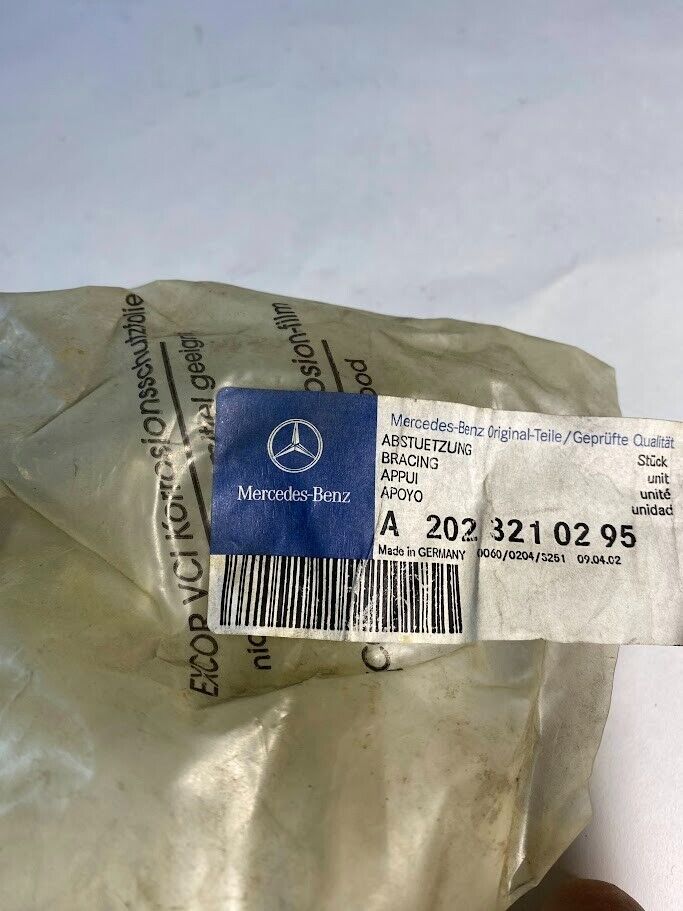 EXCOR VCI Korrosionsschutzfolie
Mercedes-Benz
Mercedes-Benz Original-Teile/Geprüfte Qualität
ABSTUETZUNG
BRACING
APPUI
APOYO
Stück
unit
unité
unidad
A 202 321 02 95
Made in GERMANY 0060/0204/3251 09.04.02